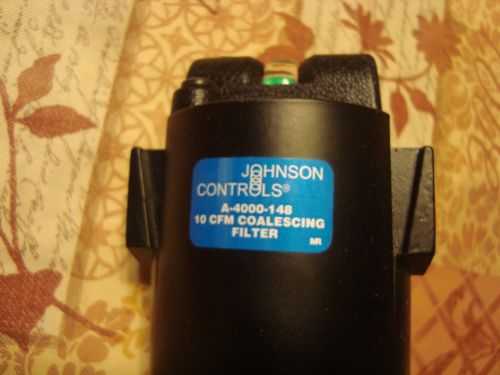 JOHNSON
CONTROLS®
A-4000-148
10 CFM COALESCING
FILTER
MR